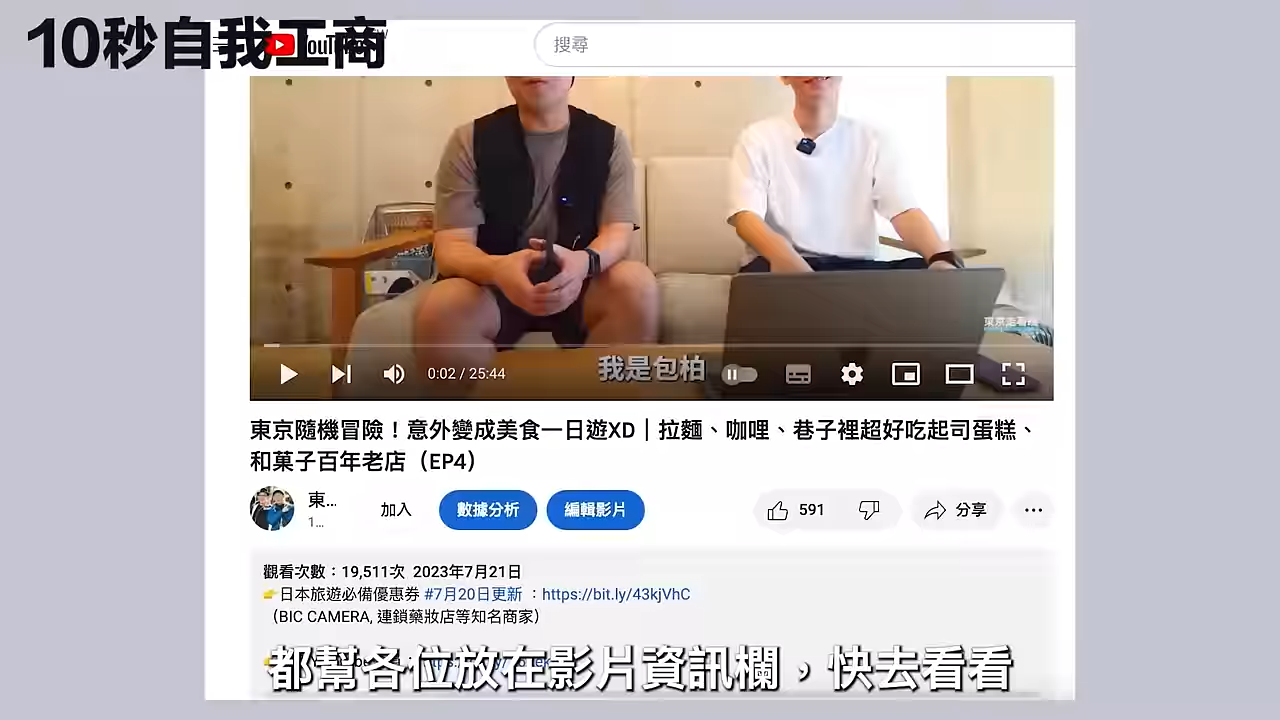 10秒自我工商
YouTube
搜尋
東京走看桃
我是包柏
0:02 / 25:44
東京隨機冒險！意外變成美食一日遊XD｜拉麵、咖哩、巷子裡超好吃起司蛋糕、
和菓子百年老店（EP4）
東...
1...
加入
數據分析
編輯影片
591
分享
觀看次數：19,511次 2023年7月21日
👉日本旅遊必備優惠券 #7月20日更新 ：https://bit.ly/43kjVhC
（BIC CAMERA, 連鎖藥妝店等知名商家）
都幫各位放在影片資訊欄，快去看看